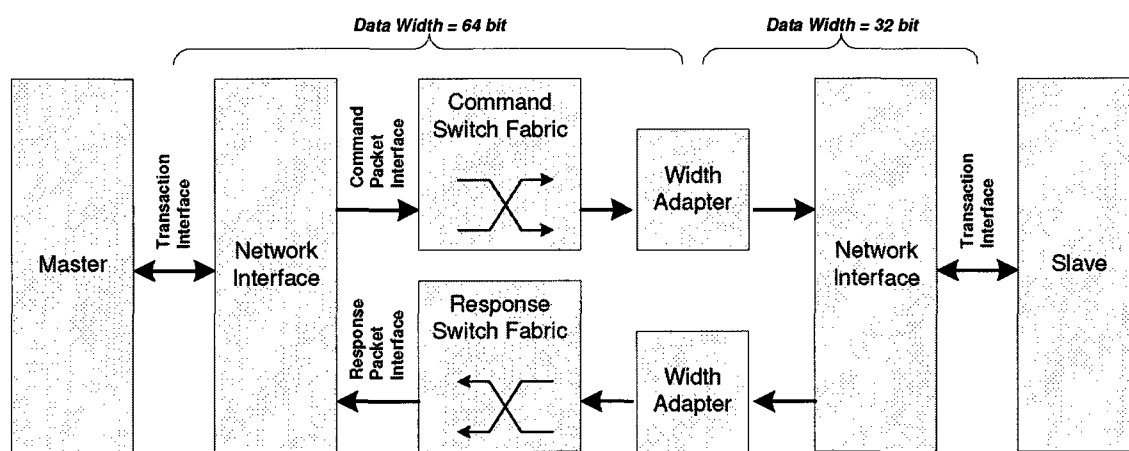 Data Width = 64 bit
Data Width = 32 bit
Master
Transaction
Interface
Network
Interface
Command
Packet
Interface
Command
Switch Fabric
Width
Adapter
Response
Packet
Interface
Response
Switch Fabric
Width
Adapter
Network
Interface
Transaction
Interface
Slave